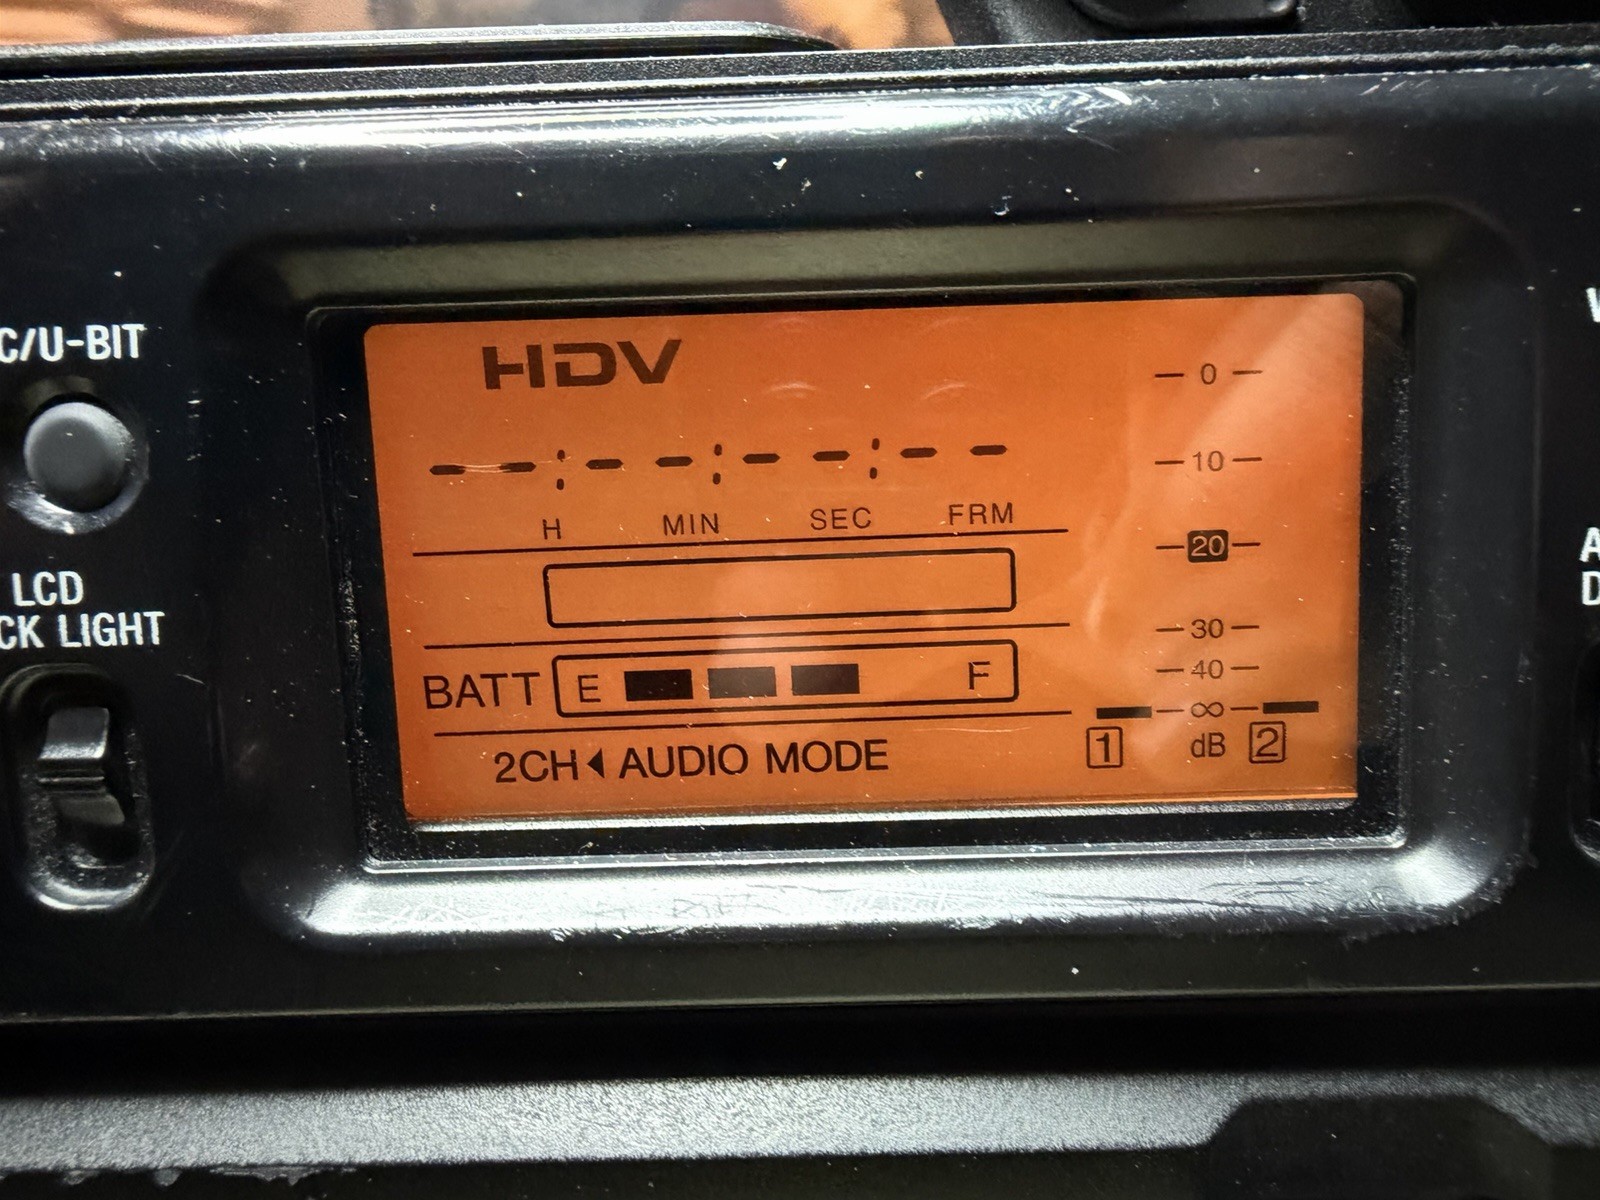 C/U-BIT
LCD
CK LIGHT
HDV
--:--:--:--
H MIN SEC FRM
BATT E F
2CH◀AUDIO MODE
0
10
20
30
40
∞
1 dB 2